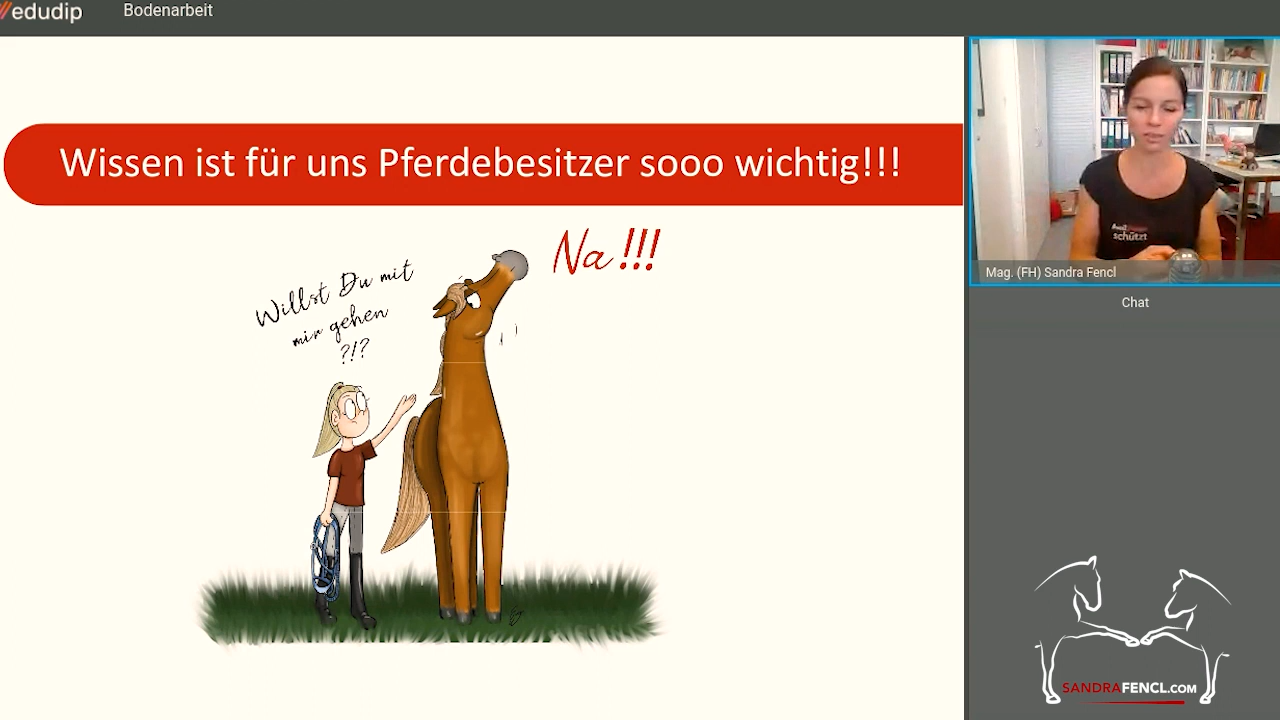 edudip
Bodenarbeit
Wissen ist für uns Pferdebesitzer sooo wichtig!!!
Na!!!
Willst Du mit
mir gehen
?!?
schützt
Mag. (FH) Sandra Fencl
Chat
SANDRAFENCL.COM